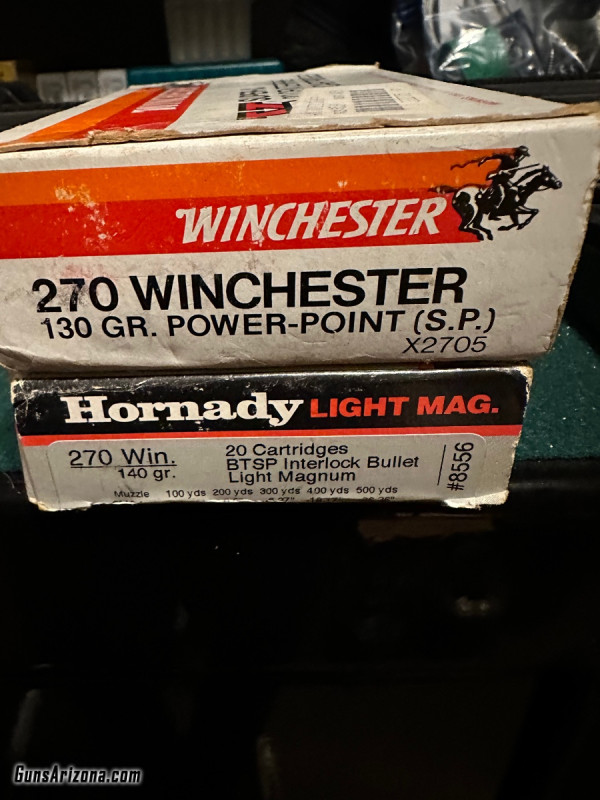 WINCHESTER
270 WINCHESTER
130 GR. POWER-POINT (S.P.)
X2705
Hornady LIGHT MAG.
270 Win.
140 gr.
20 Cartridges
BTSP Interlock Bullet
Light Magnum
#8556
Muzzle 100 yds 200 yds 300 yds 400 yds 500 yds
GunsArizona.com